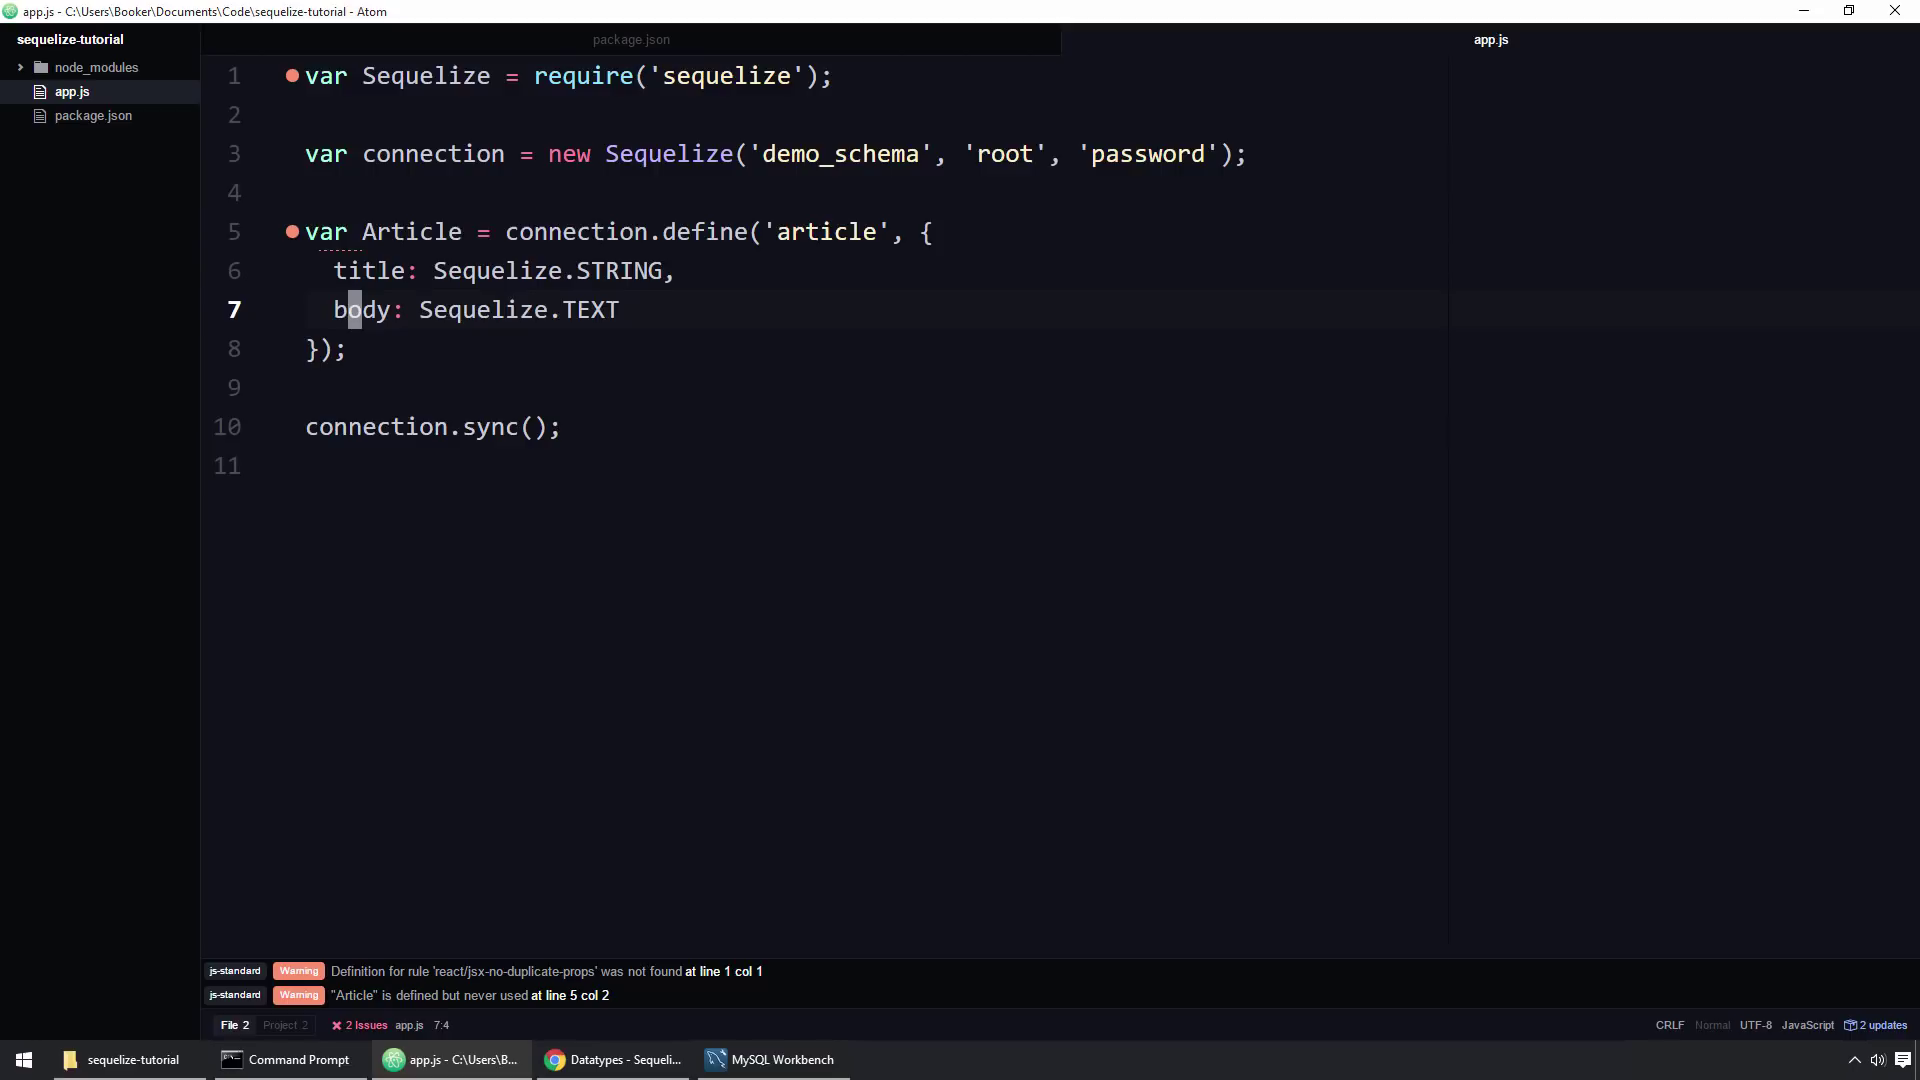 app.js - C:\Users\Booker\Documents\Code\sequelize-tutorial - Atom
sequelize-tutorial
node_modules
app.js
package.json
package.json
app.js
1 var Sequelize = require('sequelize');
2
3 var connection = new Sequelize('demo_schema', 'root', 'password');
4
5 var Article = connection.define('article', {
6 title: Sequelize.STRING,
7 body: Sequelize.TEXT
8 });
9
10 connection.sync();
11
js-standard Warning Definition for rule 'react/jsx-no-duplicate-props' was not found at line 1 col 1
js-standard Warning "Article" is defined but never used at line 5 col 2
File 2 Project 2 2 Issues app.js 7:4 CRLF Normal UTF-8 JavaScript 2 updates
sequelize-tutorial Command Prompt app.js - C:\Users\B... Datatypes - Sequeli... MySQL Workbench